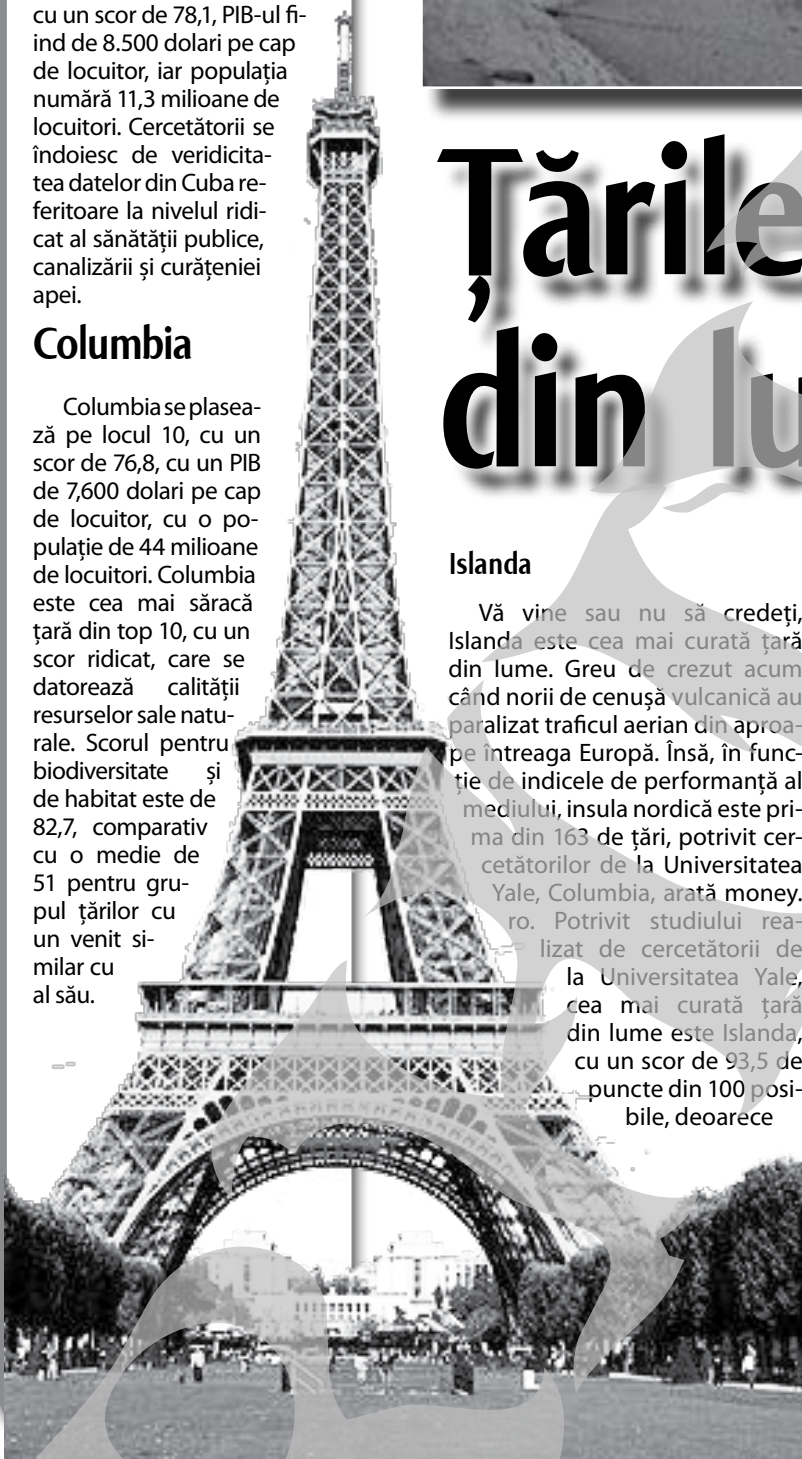 cu un scor de 78,1, PIB-ul fi-
ind de 8.500 dolari pe cap
de locuitor, iar populația
numără 11,3 milioane de
locuitori. Cercetătorii se
îndoiesc de veridicita-
tea datelor din Cuba re-
feritoare la nivelul ridi-
cat al sănătății publice,
canalizării și curățeniei
apei.
Columbia
Columbia se plasea-
ză pe locul 10, cu un
scor de 76,8, cu un PIB
de 7,600 dolari pe cap
de locuitor, cu o po-
pulație de 44 milioane
de locuitori. Columbia
este cea mai săracă
țară din top 10, cu un
scor ridicat, care se
datorează calității
resurselor sale natu-
rale. Scorul pentru
biodiversitate și
de habitat este de
82,7, comparativ
cu o medie de
51 pentru gru-
pul țărilor cu
un venit si-
milar cu
al său.
Țările
din lu
Islanda
Vă vine sau nu să credeți,
Islanda este cea mai curată țară
din lume. Greu de crezut acum
când norii de cenușă vulcanică au
paralizat traficul aerian din aproa-
pe întreaga Europă. Însă, în func-
ție de indicele de performanță al
mediului, insula nordică este pri-
ma din 163 de țări, potrivit cer-
cetătorilor de la Universitatea
Yale, Columbia, arată money.
ro. Potrivit studiului rea-
lizat de cercetătorii de
la Universitatea Yale,
cea mai curată țară
din lume este Islanda,
cu un scor de 93,5 de
puncte din 100 posi-
bile, deoarece